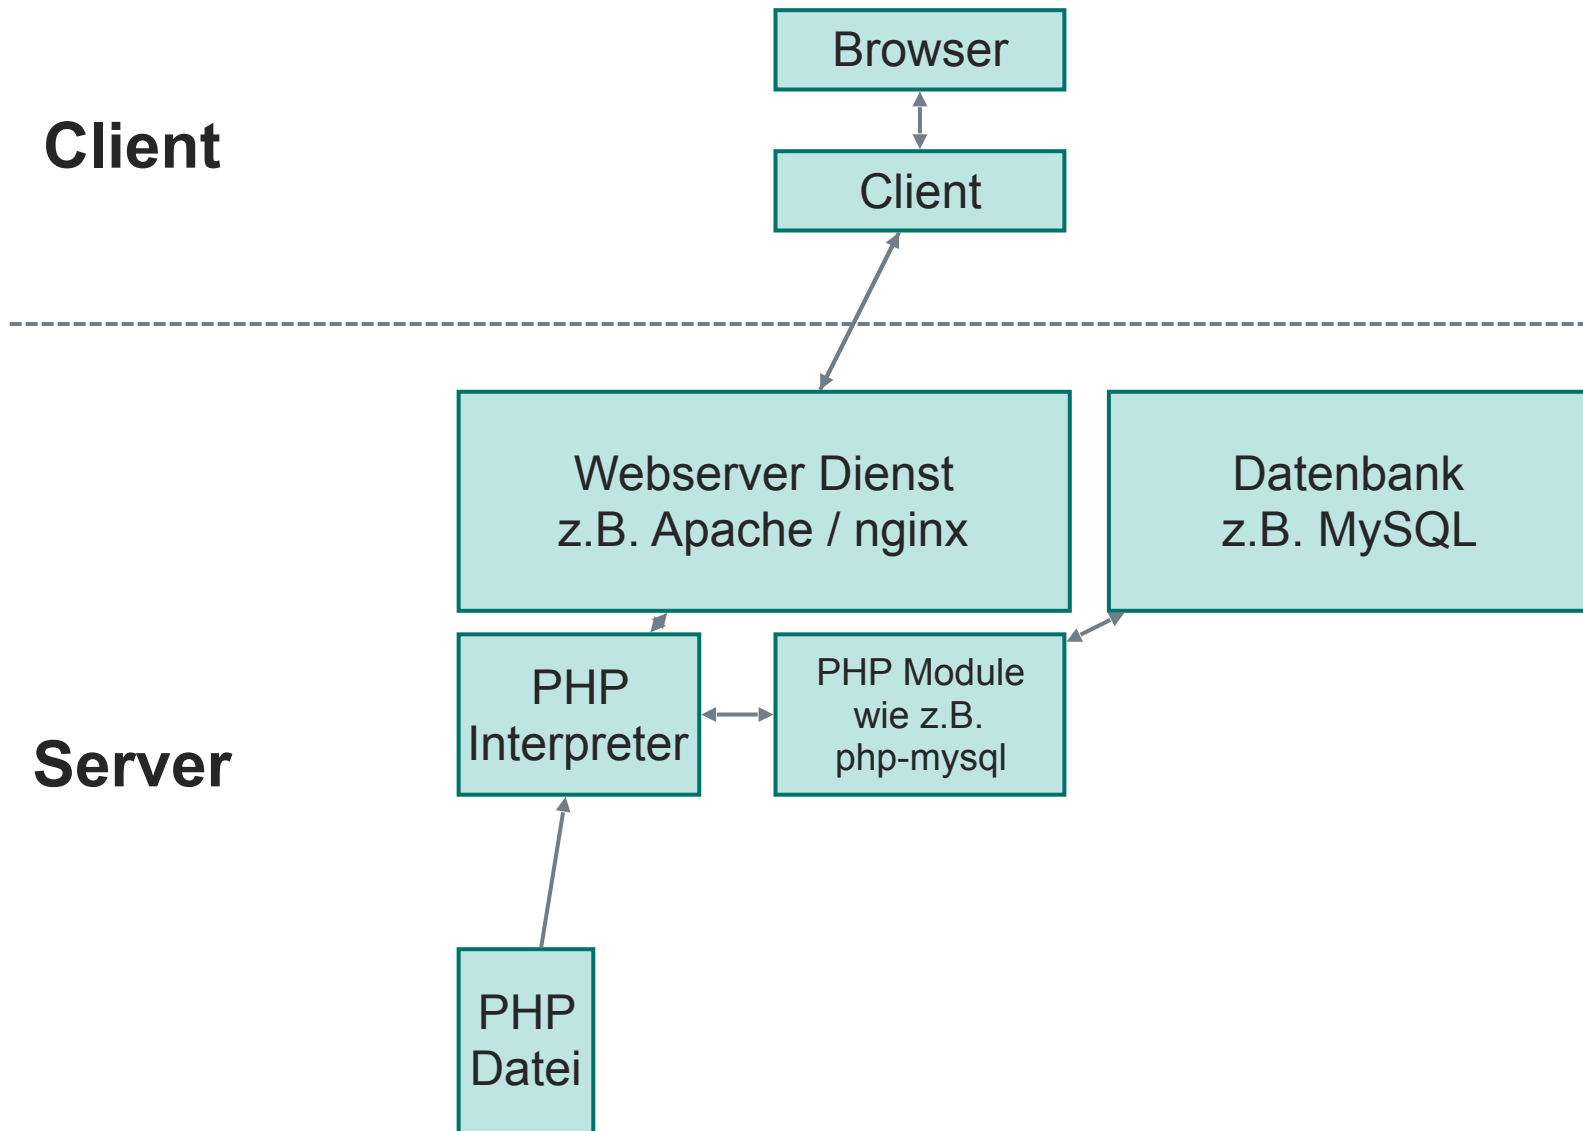 Browser
Client
Client
Webserver Dienst
z.B. Apache / nginx
Datenbank
z.B. MySQL
PHP
Interpreter
PHP Module
wie z.B.
php-mysql
Server
PHP
Datei